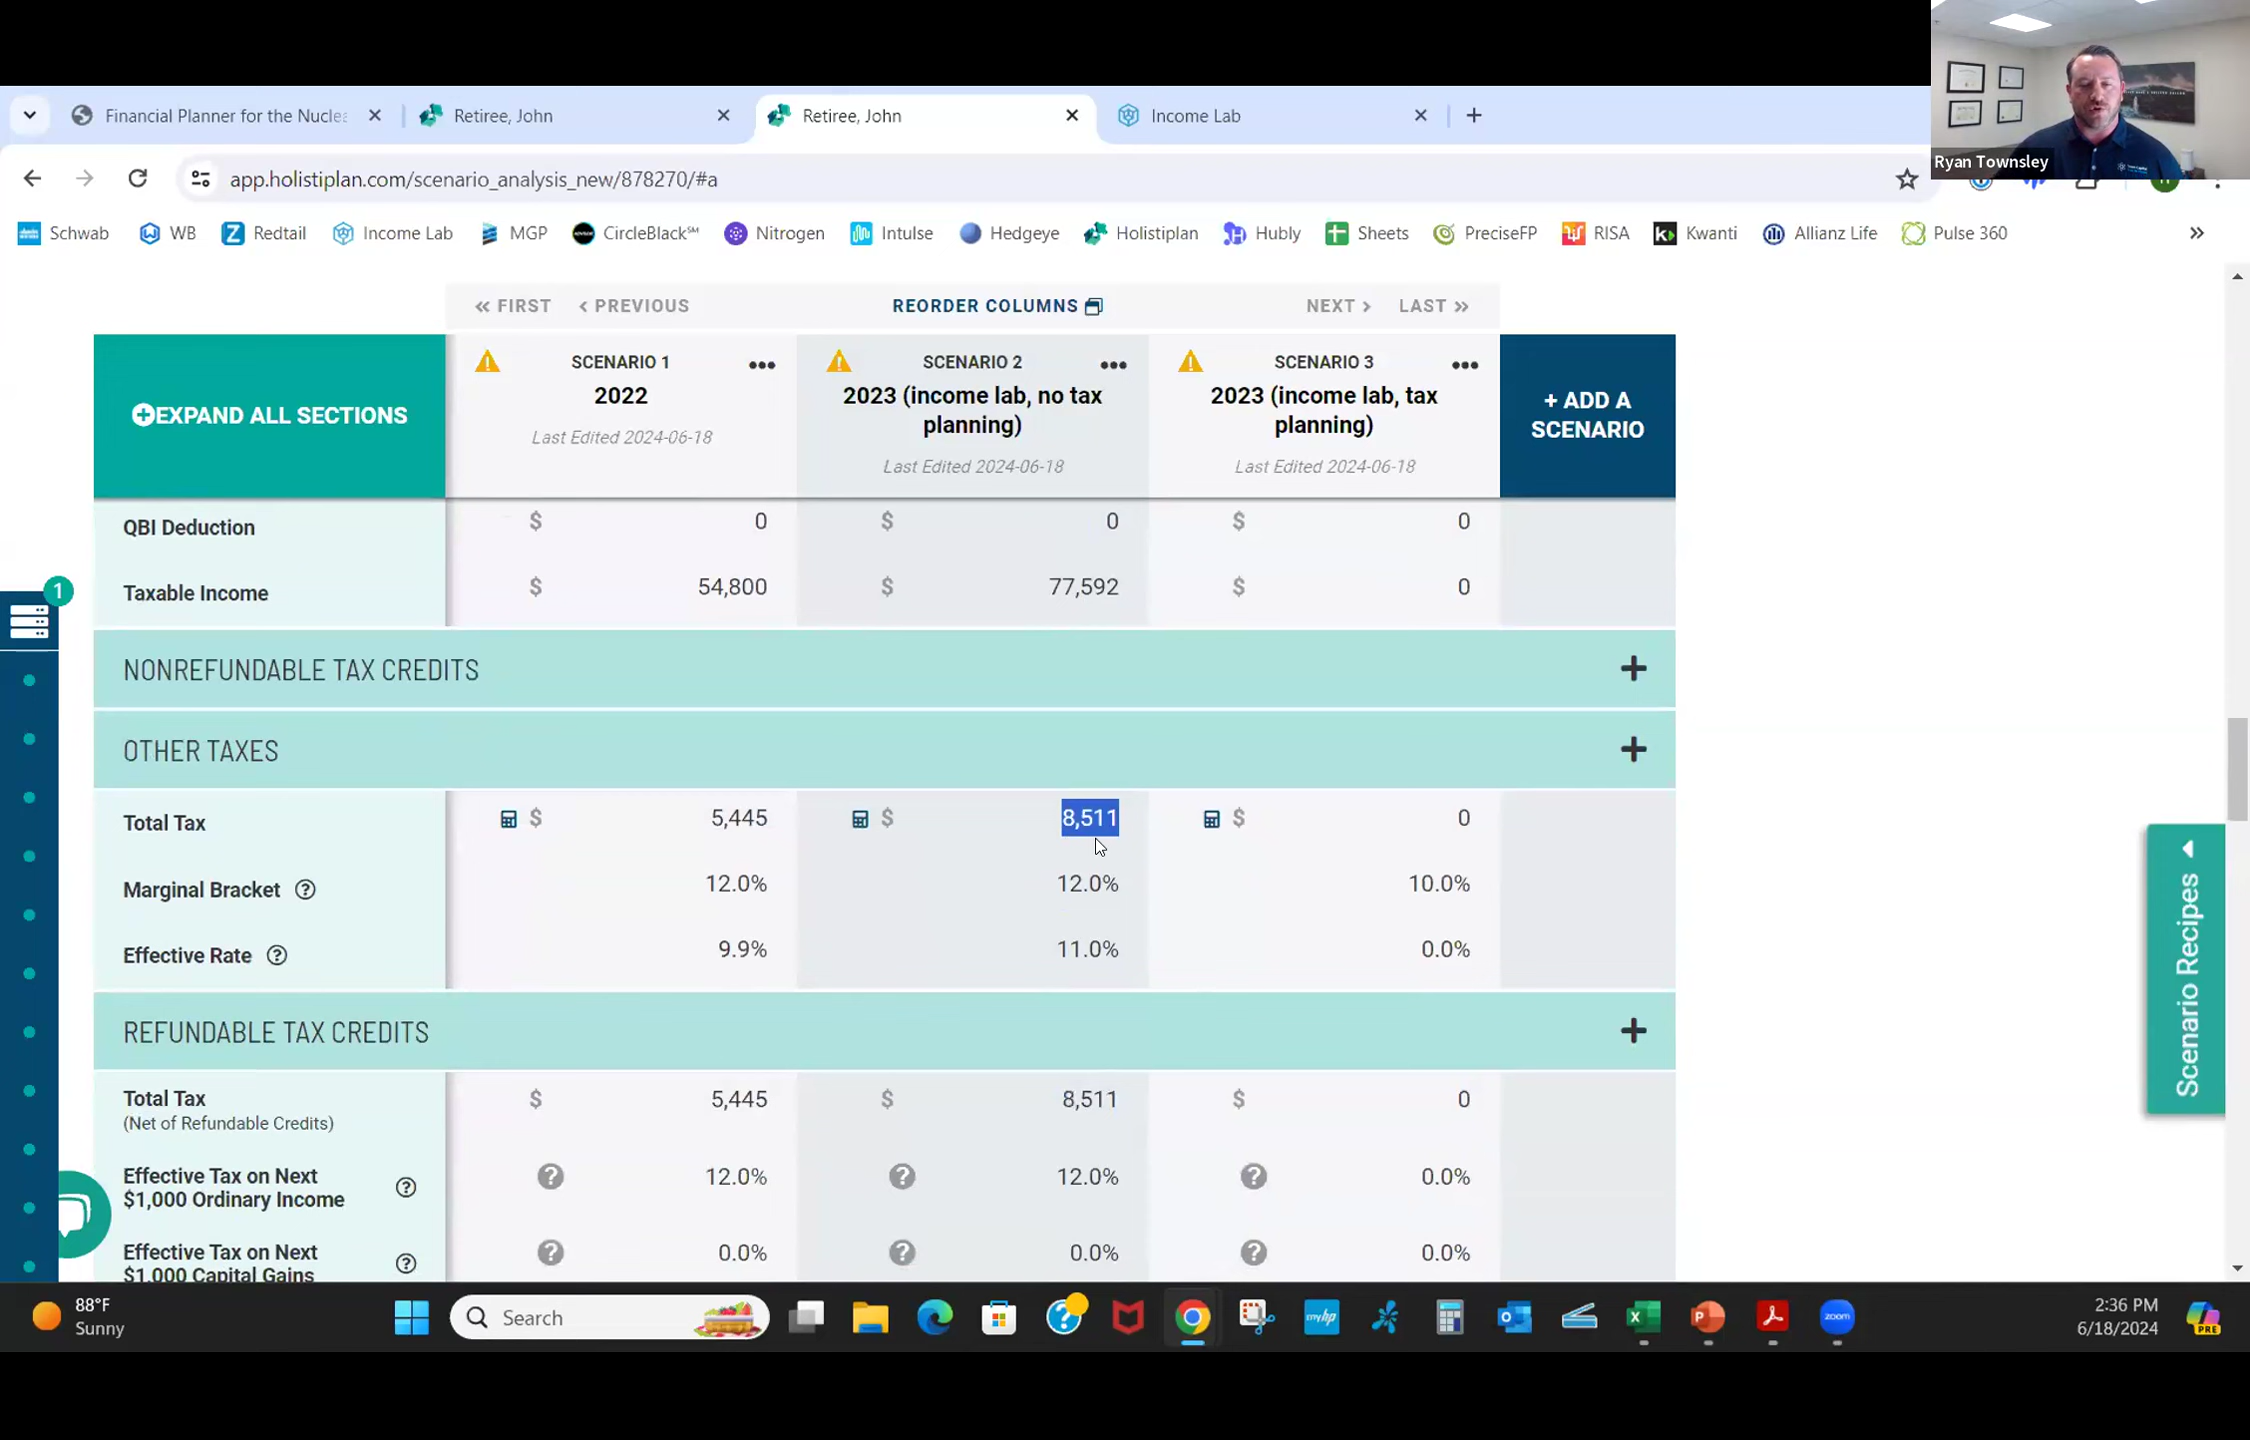 Financial Planner for the Nuclea
Retiree, John
Retiree, John
Income Lab
Ryan Townsley
app.holistiplan.com/scenario_analysis_new/878270/#a
Schwab WB Redtail Income Lab MGP CircleBlack℠ Nitrogen Intulse Hedgeye Holistiplan Hubly Sheets PreciseFP RISA Kwanti Allianz Life Pulse 360
« FIRST ‹ PREVIOUS REORDER COLUMNS NEXT › LAST »
EXPAND ALL SECTIONS
SCENARIO 1 •••
2022
Last Edited 2024-06-18
SCENARIO 2 •••
2023 (income lab, no tax
planning)
Last Edited 2024-06-18
SCENARIO 3 •••
2023 (income lab, tax
planning)
Last Edited 2024-06-18
+ ADD A
SCENARIO
QBI Deduction $ 0 $ 0 $ 0
Taxable Income $ 54,800 $ 77,592 $ 0
1
NONREFUNDABLE TAX CREDITS +
OTHER TAXES +
Total Tax $ 5,445 $ 8,511 $ 0
Marginal Bracket ? 12.0% 12.0% 10.0%
Effective Rate ? 9.9% 11.0% 0.0%
REFUNDABLE TAX CREDITS +
Total Tax $ 5,445 $ 8,511 $ 0
(Net of Refundable Credits)
Effective Tax on Next
$1,000 Ordinary Income ? ? 12.0% ? 12.0% ? 0.0%
Effective Tax on Next
$1,000 Capital Gains ? ? 0.0% ? 0.0% ? 0.0%
Scenario Recipes
88°F
Sunny
Search
myhp
zoom
2:36 PM
6/18/2024
PRE